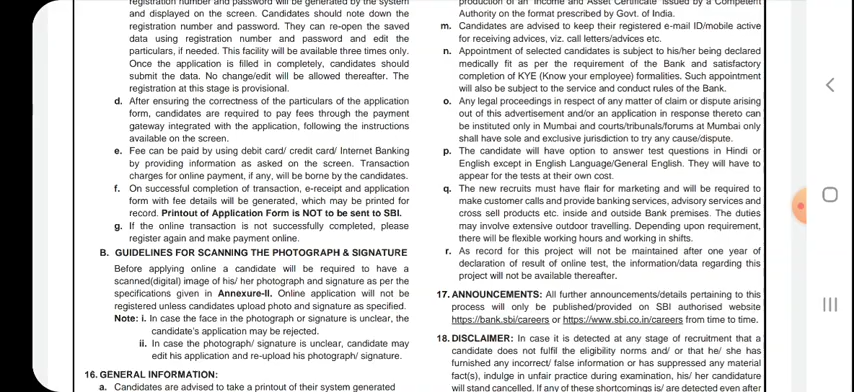 registration number and password will be generated by the system
and displayed on the screen. Candidates should note down the
registration number and password. They can re-open the saved
data using registration number and password and edit the
particulars, if needed. This facility will be available three times only.
Once the application is filled in completely, candidates should
submit the data. No change/edit will be allowed thereafter. The
registration at this stage is provisional.
d. After ensuring the correctness of the particulars of the application
form, candidates are required to pay fees through the payment
gateway integrated with the application, following the instructions
available on the screen.
e. Fee can be paid by using debit card/ credit card/ Internet Banking
by providing information as asked on the screen. Transaction
charges for online payment, if any, will be borne by the candidates.
f. On successful completion of transaction, e-receipt and application
form with fee details will be generated, which may be printed for
record. Printout of Application Form is NOT to be sent to SBI.
g. If the online transaction is not successfully completed, please
register again and make payment online.
B. GUIDELINES FOR SCANNING THE PHOTOGRAPH & SIGNATURE
Before applying online a candidate will be required to have a
scanned(digital) image of his/ her photograph and signature as per the
specifications given in Annexure-II. Online application will not be
registered unless candidates upload photo and signature as specified.
Note: i. In case the face in the photograph or signature is unclear, the
candidate's application may be rejected.
ii. In case the photograph/ signature is unclear, candidate may
edit his application and re-upload his photograph/ signature.
16. GENERAL INFORMATION:
a. Candidates are advised to take a printout of their system generated
production of an 'Income and Asset Certificate' issued by a Competent
Authority on the format prescribed by Govt. of India.
m. Candidates are advised to keep their registered e-mail ID/mobile active
for receiving advices, viz. call letters/advices etc.
n. Appointment of selected candidates is subject to his/her being declared
medically fit as per the requirement of the Bank and satisfactory
completion of KYE (Know your employee) formalities. Such appointment
will also be subject to the service and conduct rules of the Bank.
o. Any legal proceedings in respect of any matter of claim or dispute arising
out of this advertisement and/or an application in response thereto can
be instituted only in Mumbai and courts/tribunals/forums at Mumbai only
shall have sole and exclusive jurisdiction to try any cause/dispute.
p. The candidate will have option to answer test questions in Hindi or
English except in English Language/General English. They will have to
appear for the tests at their own cost.
q. The new recruits must have flair for marketing and will be required to
make customer calls and provide banking services, advisory services and
cross sell products etc. inside and outside Bank premises. The duties
may involve extensive outdoor travelling. Depending upon requirement,
there will be flexible working hours and working in shifts.
r. As record for this project will not be maintained after one year of
declaration of result of online test, the information/data regarding this
project will not be available thereafter.
17. ANNOUNCEMENTS: All further announcements/details pertaining to this
process will only be published/provided on SBI authorised website
https://bank.sbi/careers or https://www.sbi.co.in/careers from time to time.
18. DISCLAIMER: In case it is detected at any stage of recruitment that a
candidate does not fulfil the eligibility norms and/ or that he/ she has
furnished any incorrect/ false information or has suppressed any material
fact(s), indulge in unfair practice during examination, his/ her candidature
will stand cancelled. If any of these shortcomings is/ are detected even after